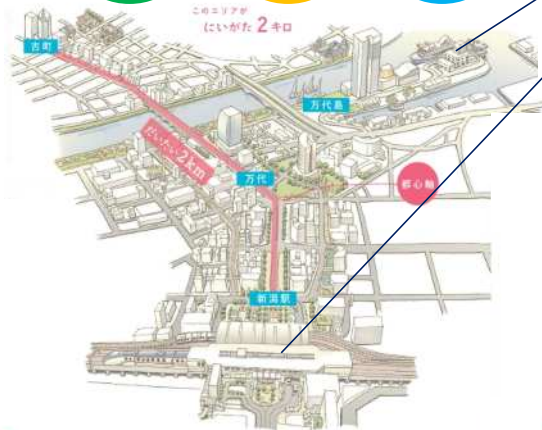 このエリアが
にいがた2キロ
古町
万代島
だいたい2km
万代
都心軸
新潟駅